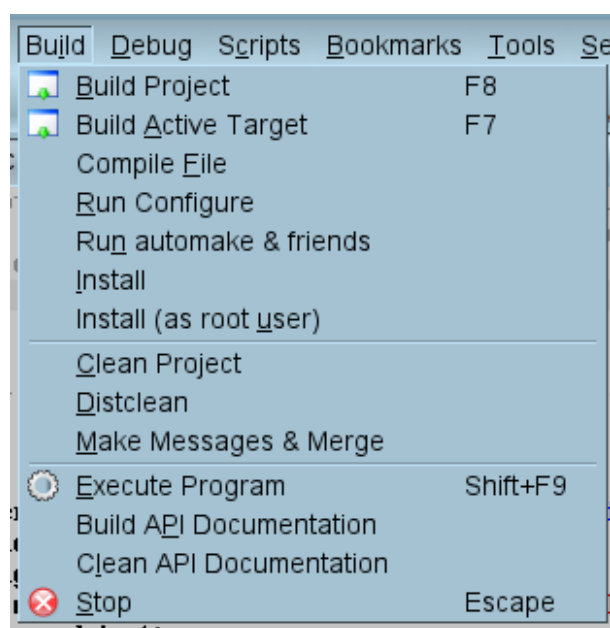 Build Debug Scripts Bookmarks Tools Se
Build Project F8
Build Active Target F7
Compile File
Run Configure
Run automake & friends
Install
Install (as root user)
Clean Project
Distclean
Make Messages & Merge
Execute Program Shift+F9
Build API Documentation
Clean API Documentation
Stop Escape